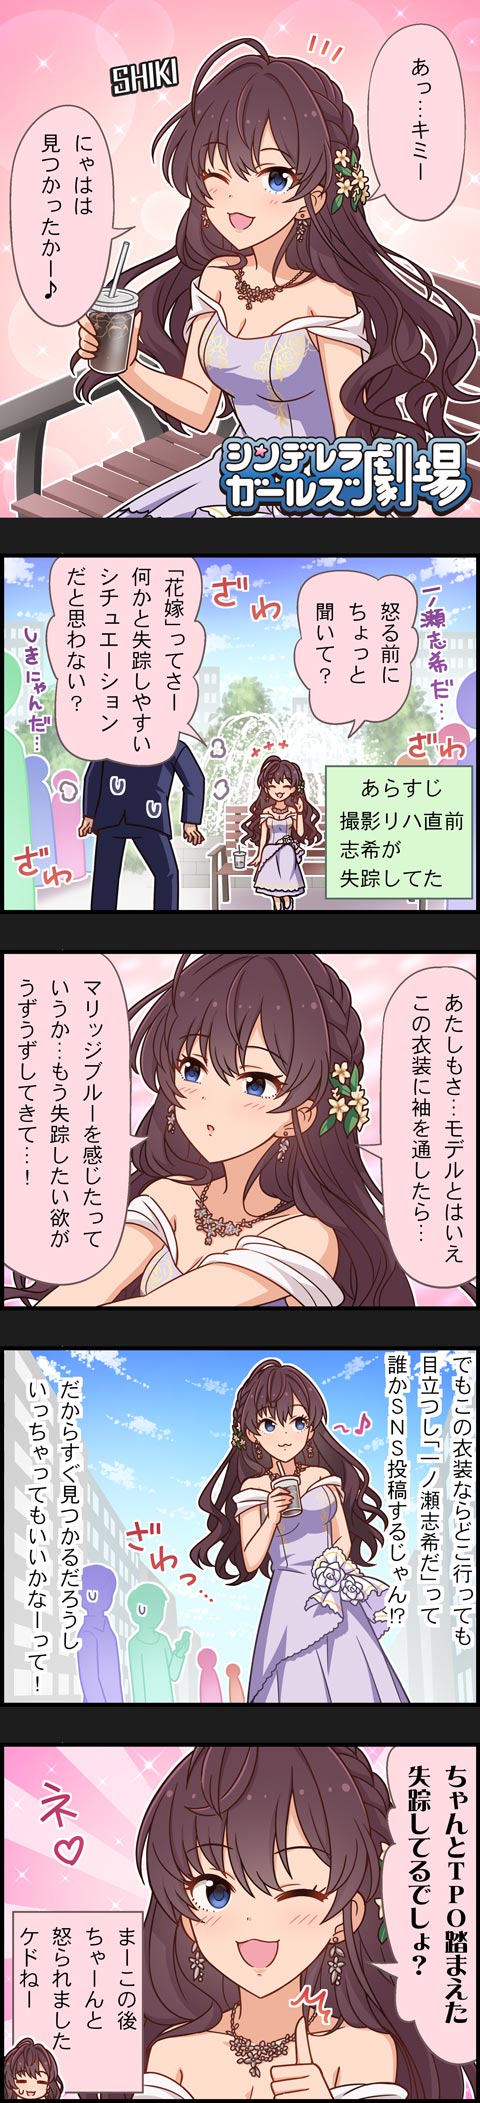 SHIKI
あっ…キミー
にゃはは
見つかったかー♪
シンデレラ
ガールズ劇場
一ノ瀬志希だ…
怒る前に
ちょっと
聞いて？
ざわ
「花嫁」ってさー
何かと失踪しやすい
シチュエーション
だと思わない？
しきにゃんだ…
ざわ
ざわ
あらすじ
撮影リハ直前
志希が
失踪してた
あたしもさ…モデルとはいえ
この衣装に袖を通したら…
マリッジブルーを感じたって
いうか…もう失踪したい欲が
うずうずしてきて…！
でもこの衣装ならどこ行っても
目立つし「一ノ瀬志希だ」って
誰かＳＮＳ投稿するじゃん!?
～♪
ざわっ…
だからすぐ見つかるだろうし
いっちゃってもいいかなーって！
ちゃんとＴＰＯ踏まえた
失踪してるでしょ？
ネ♡
まーこの後
ちゃーんと
怒られました
ケドねー